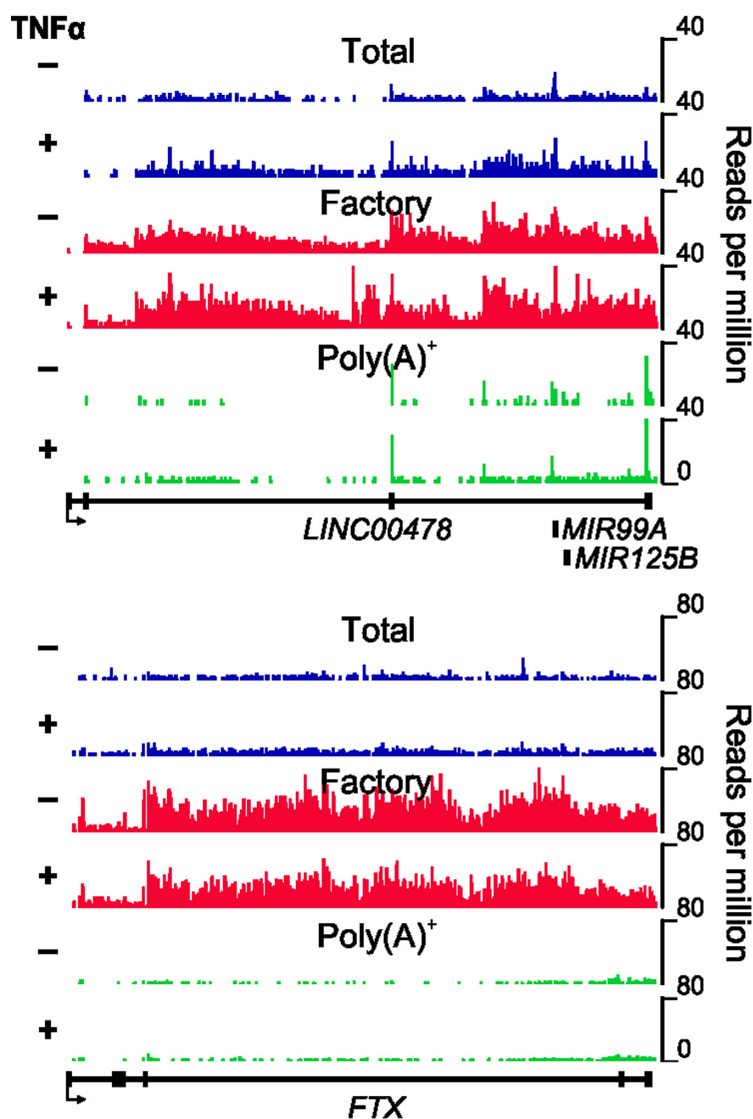 TNFα
Total
40
−
40
+
40
Factory
−
40
+
40
Poly(A)+
−
40
+
0
Reads per million
LINC00478
MIR99A
MIR125B
80
Total
−
80
+
80
Factory
−
80
+
80
Poly(A)+
−
80
+
0
Reads per million
FTX